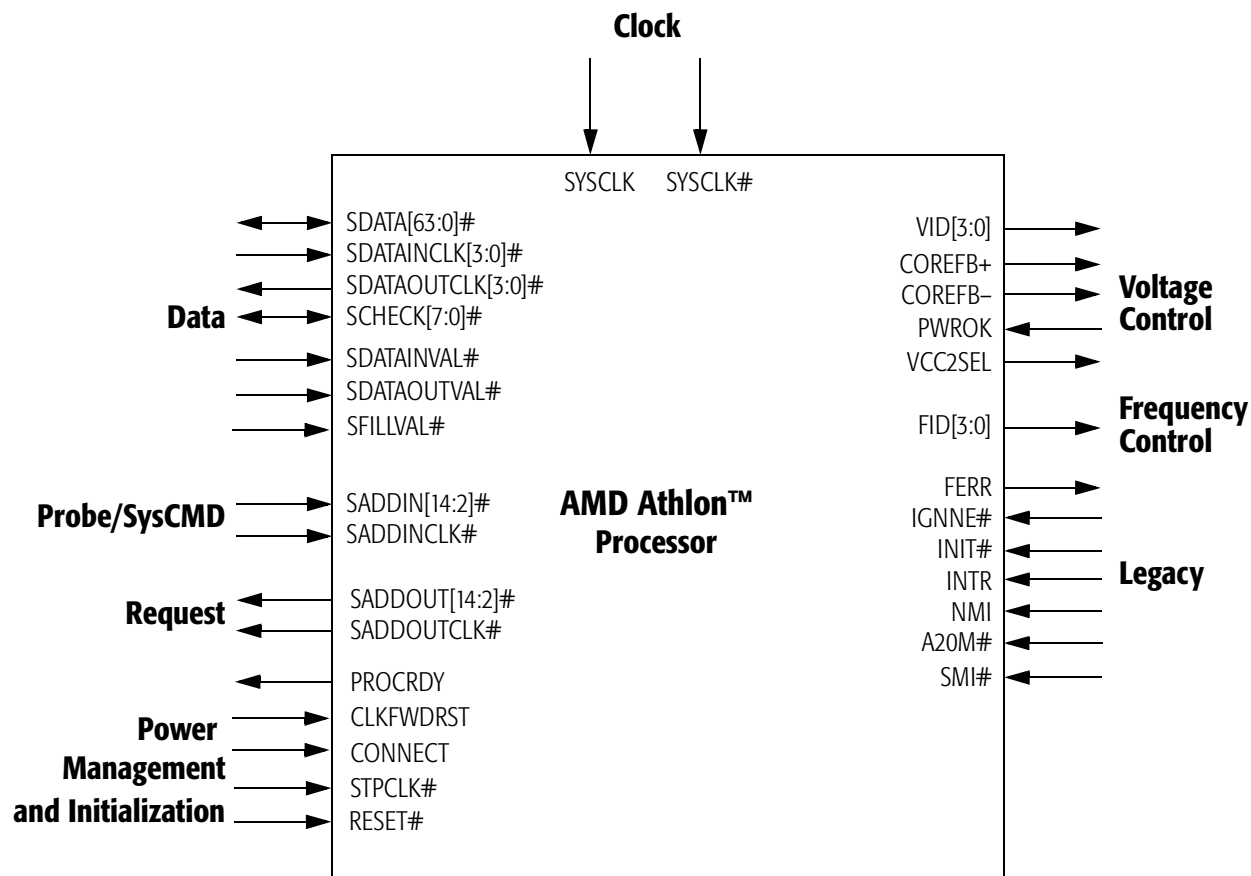 Clock
SYSCLK SYSCLK#
Data
SDATA[63:0]#
SDATAINCLK[3:0]#
SDATAOUTCLK[3:0]#
SCHECK[7:0]#
SDATAINVAL#
SDATAOUTVAL#
SFILLVAL#
Probe/SysCMD
SADDIN[14:2]#
SADDINCLK#
Request
SADDOUT[14:2]#
SADDOUTCLK#
Power
Management
and Initialization
PROCRDY
CLKFWDRST
CONNECT
STPCLK#
RESET#
AMD Athlon™
Processor
VID[3:0]
COREFB+
COREFB–
PWROK
VCC2SEL
Voltage
Control
FID[3:0]
Frequency
Control
FERR
IGNNE#
INIT#
INTR
NMI
A20M#
SMI#
Legacy